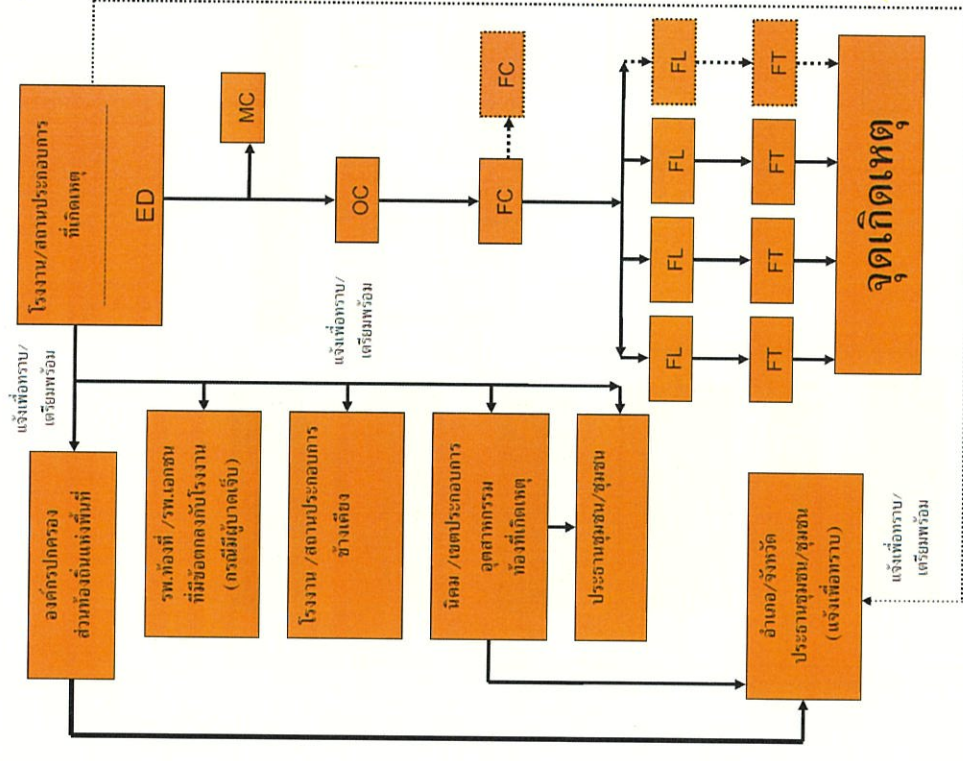 โรงงาน/สถานประกอบการ
ที่เกิดเหตุ
ED
MC
OC
FC
FC
FL
FL
FL
FL
FT
FT
FT
FT
จุดเกิดเหตุ
แจ้งเพื่อทราบ/
เตรียมพร้อม
แจ้งเพื่อทราบ/
เตรียมพร้อม
องค์กรปกครอง
ส่วนท้องถิ่นแห่งพื้นที่
รพ.ท้องที่ /รพ.เอกชน
ที่มีข้อตกลงกับโรงงาน
(กรณีมีผู้บาดเจ็บ)
โรงงาน /สถานประกอบการ
ข้างเคียง
นิคม /เขตประกอบการ
อุตสาหกรรม
ท้องที่เกิดเหตุ
ประธานชุมชน/ชุมชน
อำเภอ/จังหวัด
ประธานชุมชน/ชุมชน
(แจ้งเพื่อทราบ)
แจ้งเพื่อทราบ/
เตรียมพร้อม